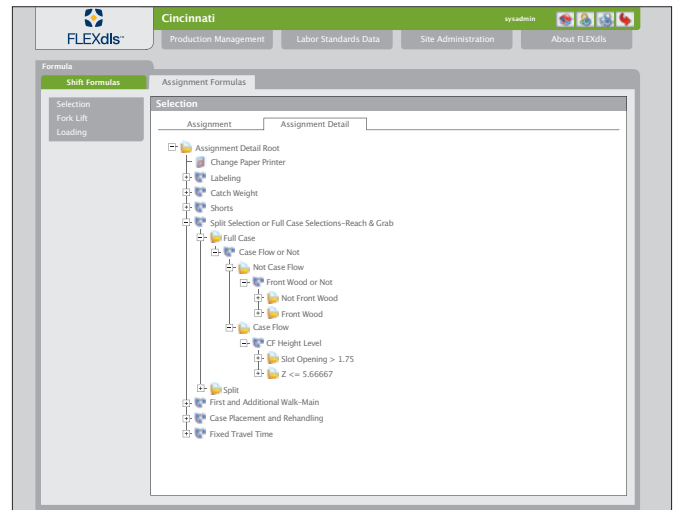 Cincinnati
sysadmin
FLEXdls™
Production Management
Labor Standards Data
Site Administration
About FLEXdls
Formula
Shift Formulas
Assignment Formulas
Selection
Fork Lift
Loading
Selection
Assignment
Assignment Detail
Assignment Detail Root
Change Paper Printer
Labeling
Catch Weight
Shorts
Split Selection or Full Case Selections–Reach & Grab
Full Case
Case Flow or Not
Not Case Flow
Front Wood or Not
Not Front Wood
Front Wood
Case Flow
CF Height Level
Slot Opening > 1.75
Z <= 5.66667
Split
First and Additional Walk–Main
Case Placement and Rehandling
Fixed Travel Time